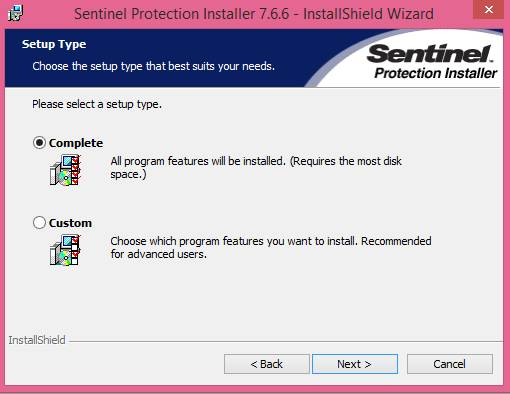 Sentinel Protection Installer 7.6.6 - InstallShield Wizard
Setup Type
Choose the setup type that best suits your needs.
Sentinel.
Protection Installer
Please select a setup type.
Complete
All program features will be installed. (Requires the most disk
space.)
Custom
Choose which program features you want to install. Recommended
for advanced users.
InstallShield
< Back
Next >
Cancel